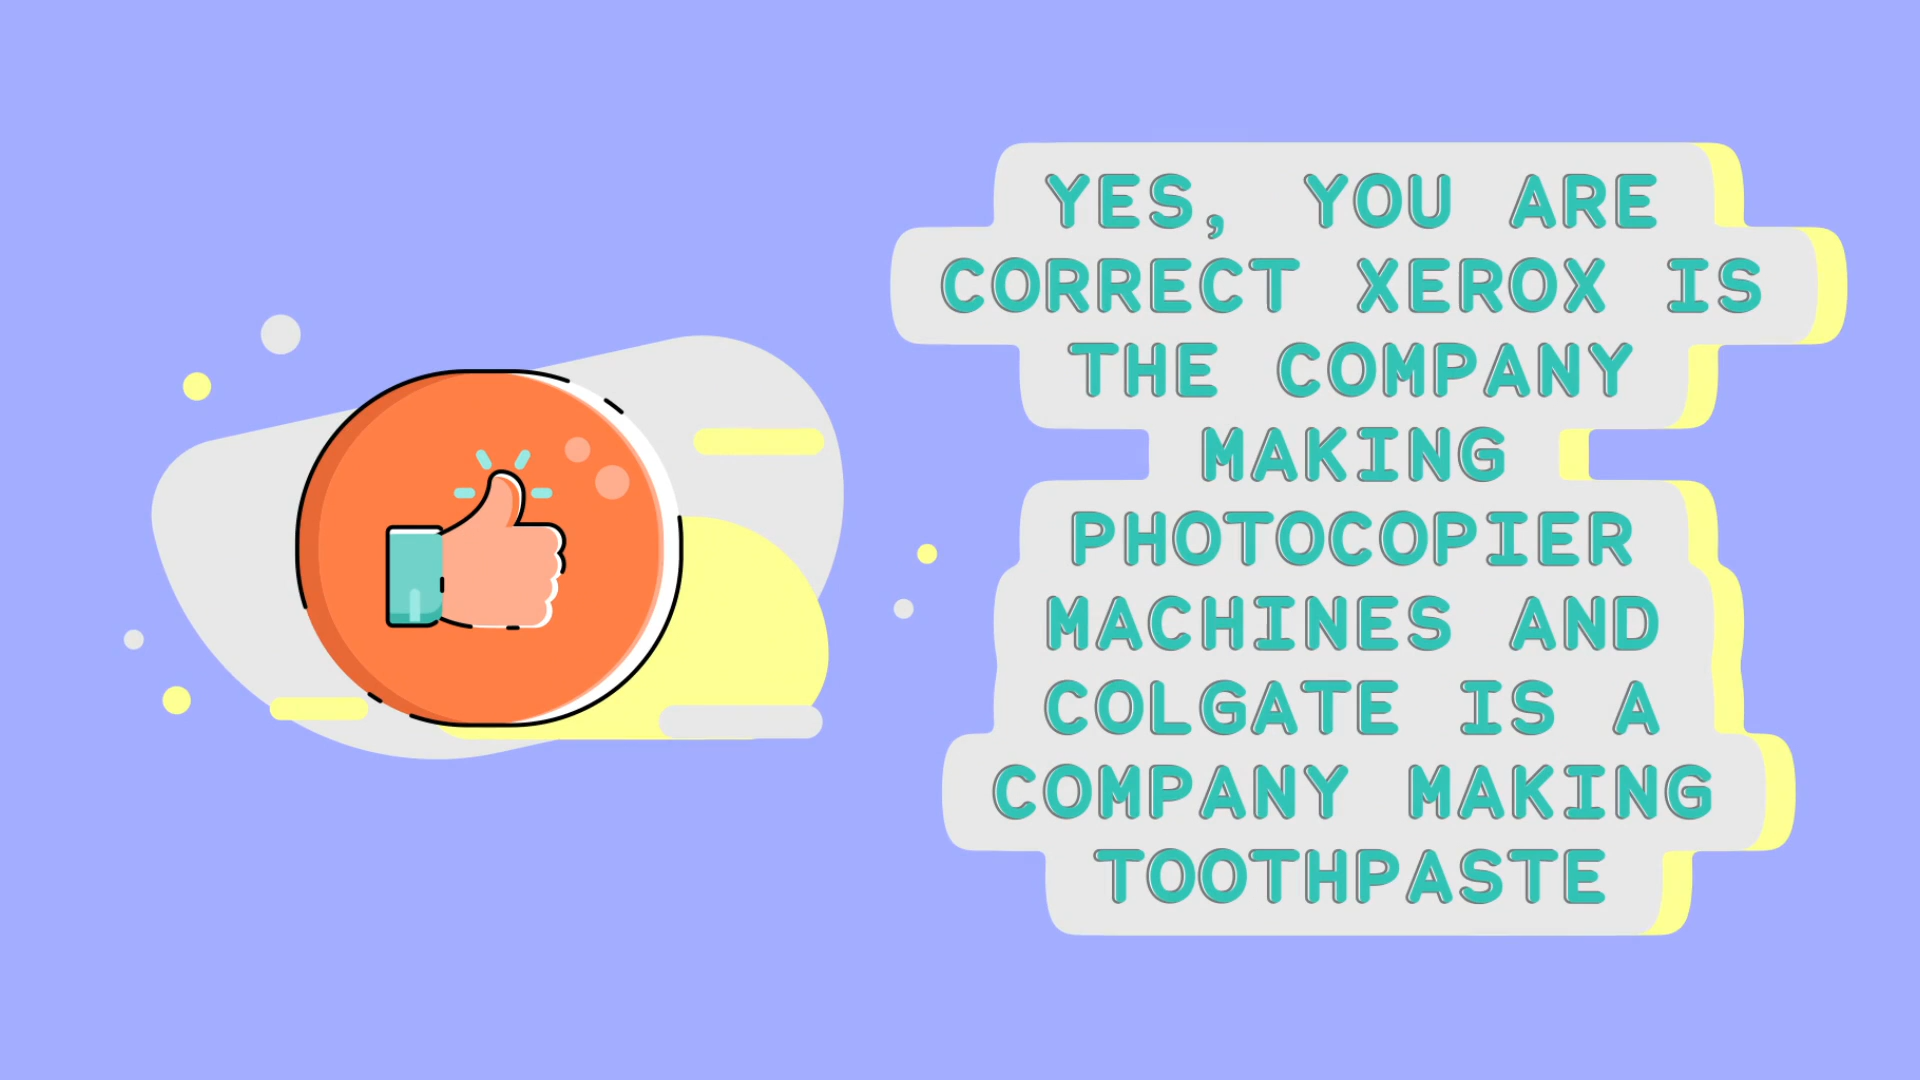 YES, YOU ARE
CORRECT XEROX IS
THE COMPANY
MAKING
PHOTOCOPIER
MACHINES AND
COLGATE IS A
COMPANY MAKING
TOOTHPASTE